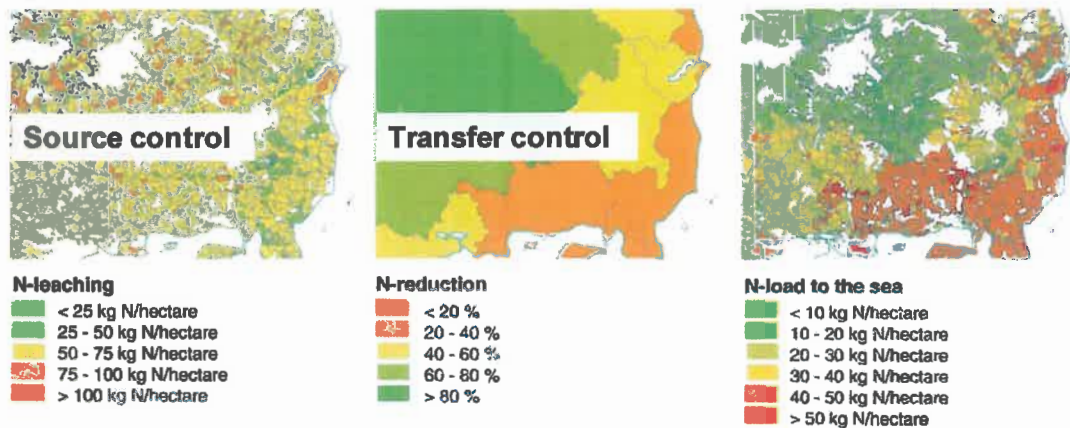 Source control
Transfer control
N-leaching
< 25 kg N/hectare
25 - 50 kg N/hectare
50 - 75 kg N/hectare
75 - 100 kg N/hectare
> 100 kg N/hectare
N-reduction
< 20 %
20 - 40 %
40 - 60 %
60 - 80 %
> 80 %
N-load to the sea
< 10 kg N/hectare
10 - 20 kg N/hectare
20 - 30 kg N/hectare
30 - 40 kg N/hectare
40 - 50 kg N/hectare
> 50 kg N/hectare